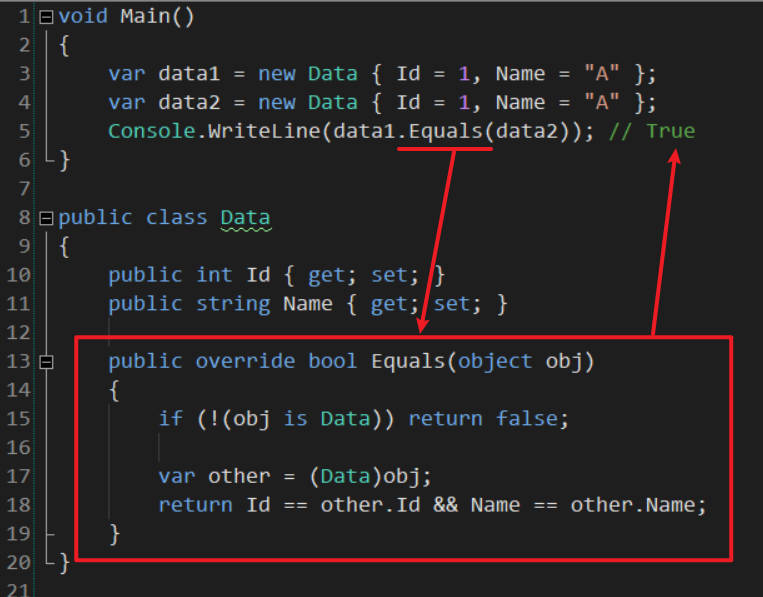 1 void Main()
2 {
3 var data1 = new Data { Id = 1, Name = "A" };
4 var data2 = new Data { Id = 1, Name = "A" };
5 Console.WriteLine(data1.Equals(data2)); // True
6 }
7
8 public class Data
9 {
10 public int Id { get; set; }
11 public string Name { get; set; }
12
13 public override bool Equals(object obj)
14 {
15 if (!(obj is Data)) return false;
16
17 var other = (Data)obj;
18 return Id == other.Id && Name == other.Name;
19 }
20 }
21